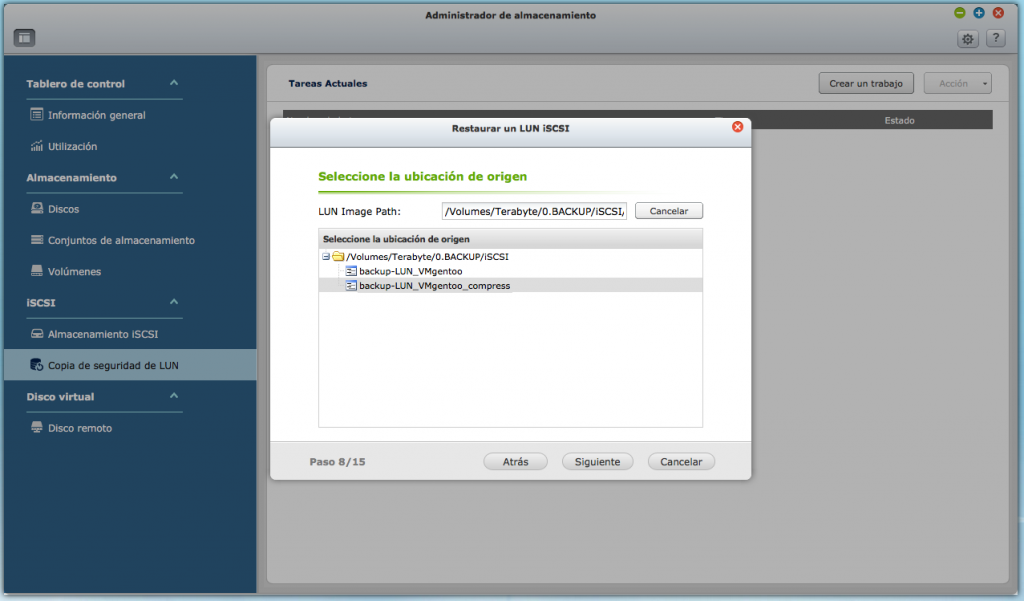 Administrador de almacenamiento
?
Tablero de control
Información general
Utilización
Almacenamiento
Discos
Conjuntos de almacenamiento
Volúmenes
iSCSI
Almacenamiento iSCSI
Copia de seguridad de LUN
Disco virtual
Disco remoto
Tareas Actuales
Crear un trabajo
Acción
Estado
Restaurar un LUN iSCSI
Seleccione la ubicación de origen
LUN Image Path: /Volumes/Terabyte/0.BACKUP/iSCSI, Cancelar
Seleccione la ubicación de origen
/Volumes/Terabyte/0.BACKUP/iSCSI
backup-LUN_VMgentoo
backup-LUN_VMgentoo_compress
Paso 8/15
Atrás
Siguiente
Cancelar